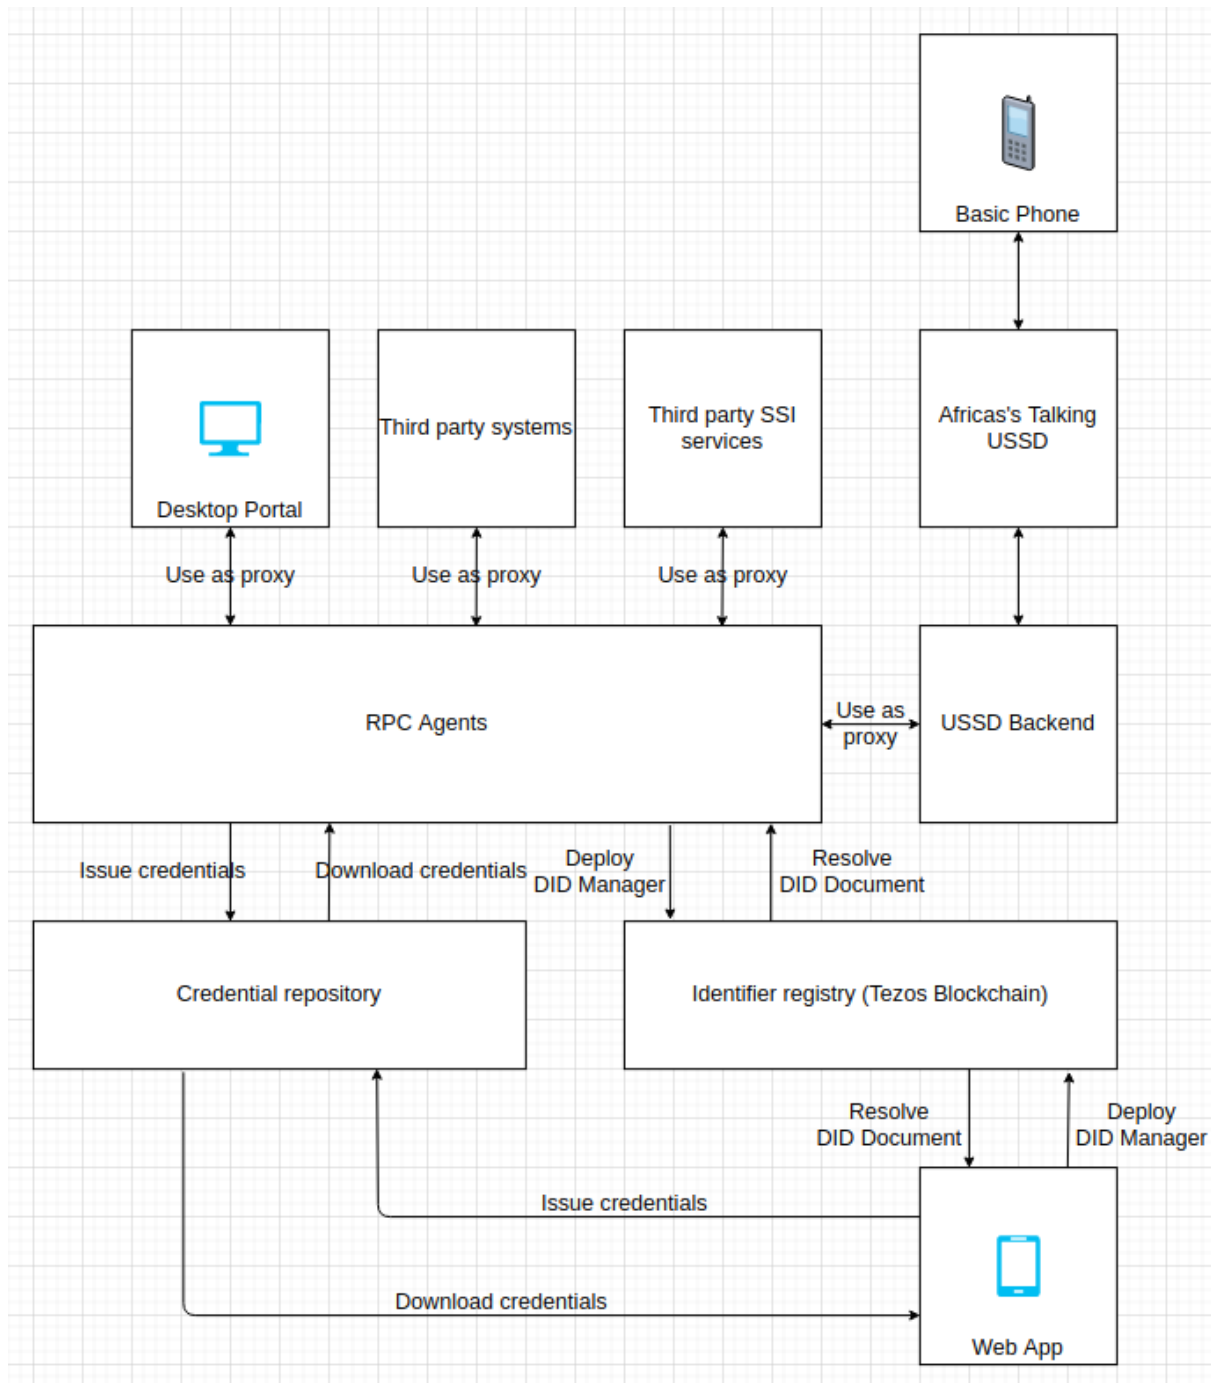 Basic Phone
Desktop Portal
Third party systems
Third party SSI
services
Africas's Talking
USSD
Use as proxy
Use as proxy
Use as proxy
RPC Agents
Use as
proxy
USSD Backend
Issue credentials
Download credentials
Deploy
DID Manager
Resolve
DID Document
Credential repository
Identifier registry (Tezos Blockchain)
Resolve
DID Document
Deploy
DID Manager
Issue credentials
Download credentials
Web App